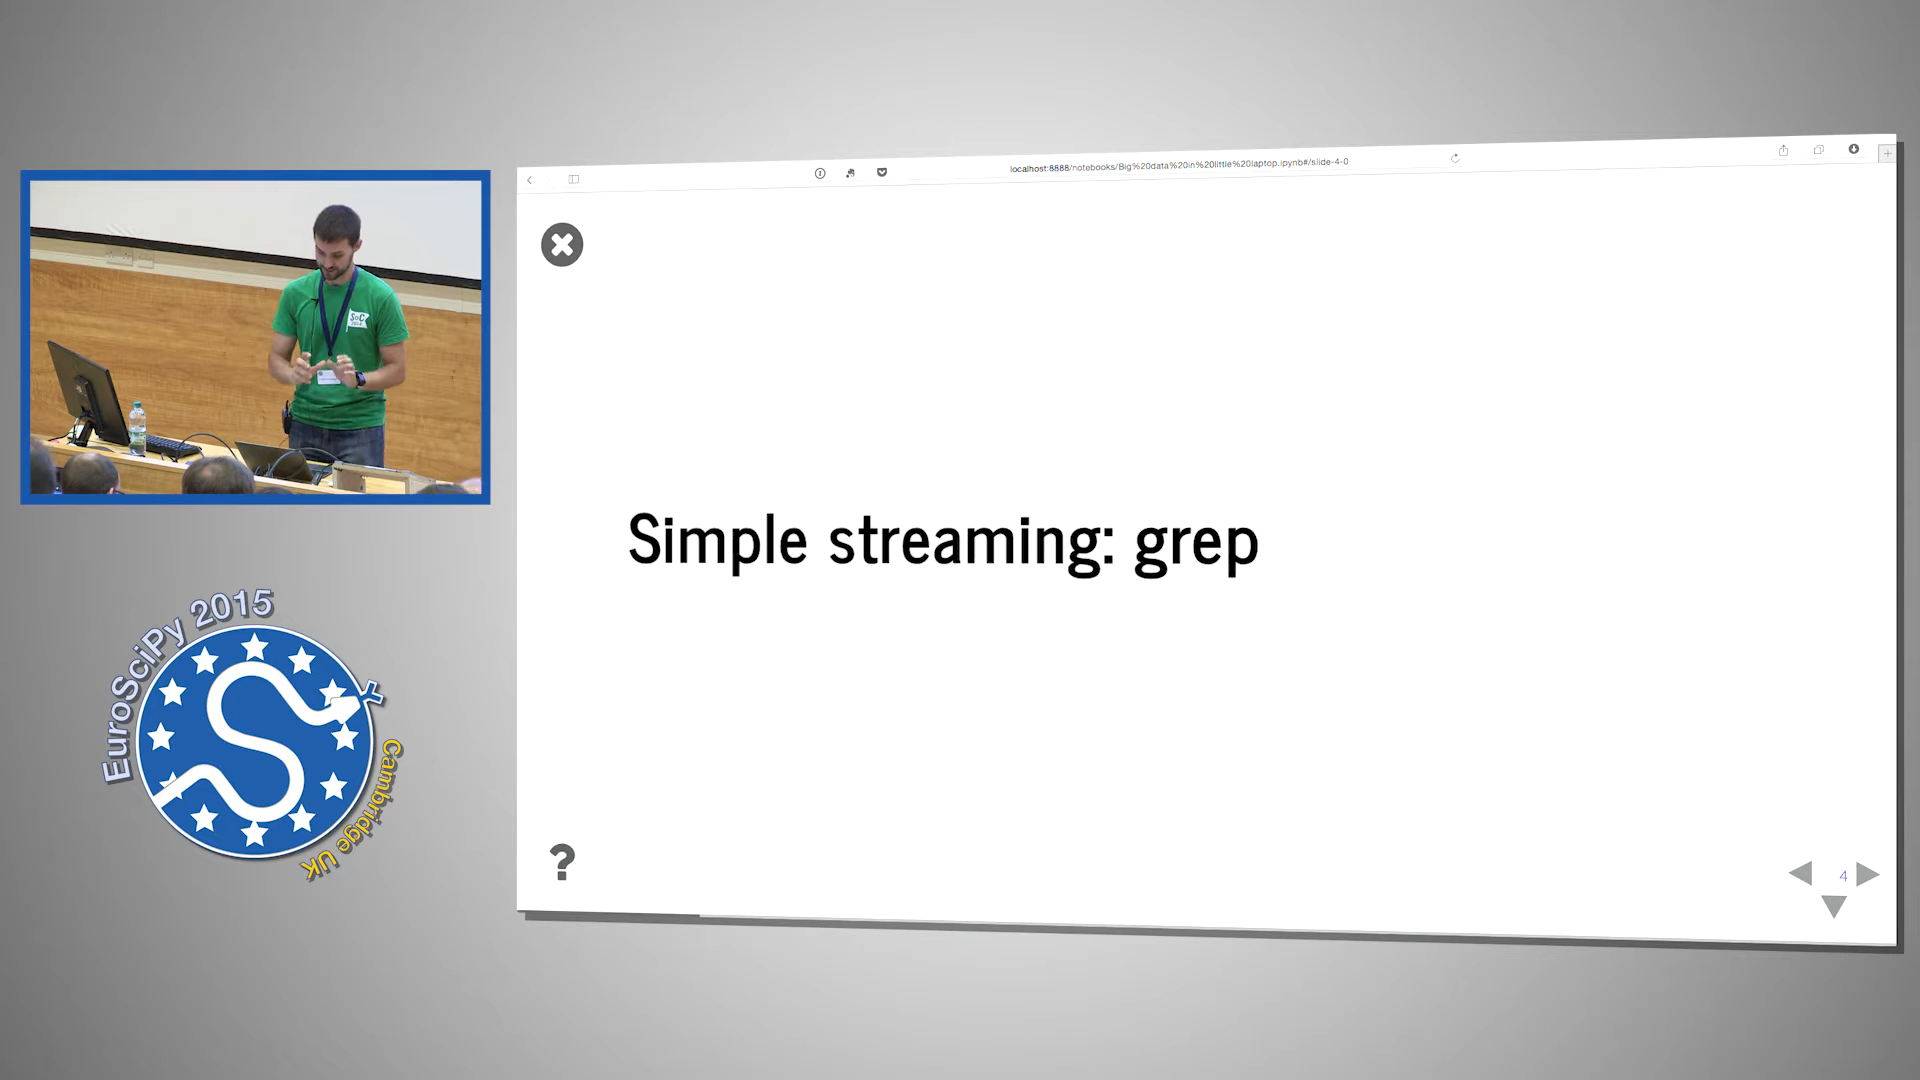 localhost:8888/notebooks/Big%20data%20in%20little%20laptop.ipynb#/slide-4-0
Simple streaming: grep
4
SoC
EuroSciPy 2015
Cambridge UK